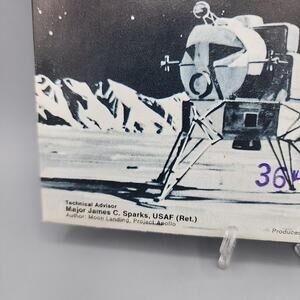 36
Technical Advisor
Major James C. Sparks, USAF (Ret.)
Author: Moon Landing, Project Apollo
Produced